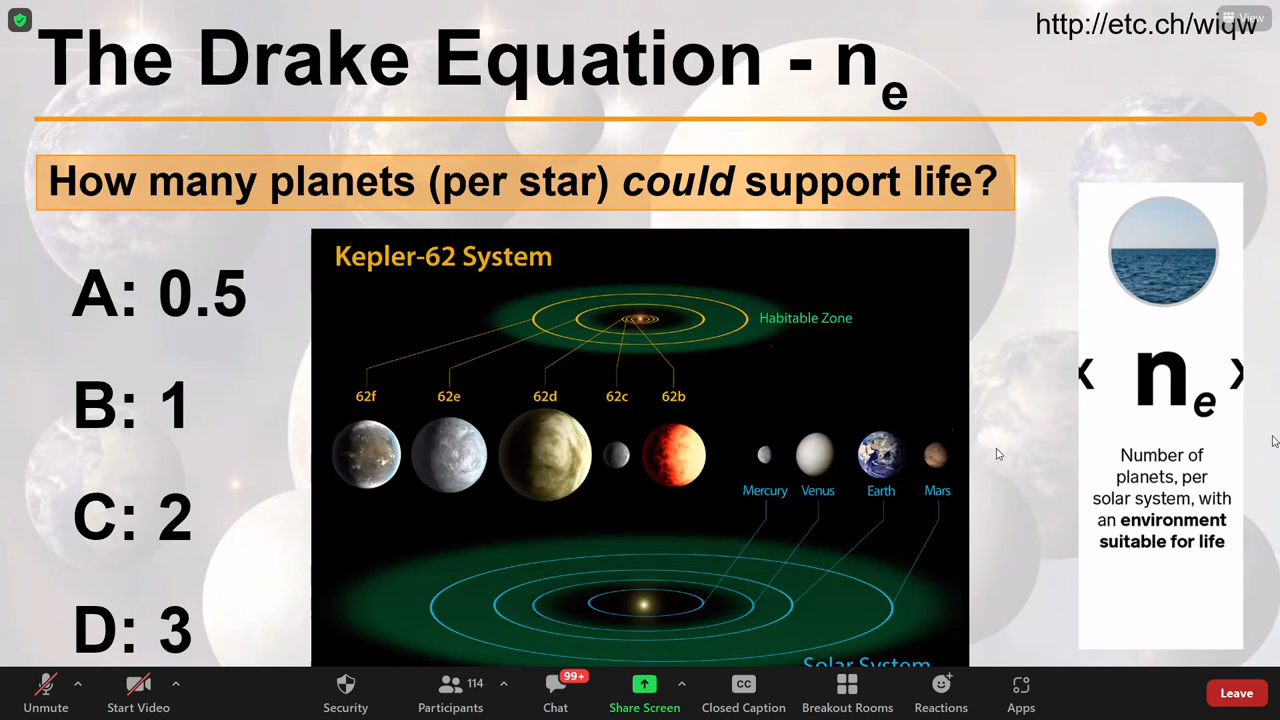 http://etc.ch/wiqw
View
The Drake Equation - ne
How many planets (per star) could support life?
A: 0.5
B: 1
C: 2
D: 3
Kepler-62 System
Habitable Zone
62f 62e 62d 62c 62b
Mercury Venus Earth Mars
Solar System
x ne x
Number of
planets, per
solar system, with
an environment
suitable for life
99+
114
CC
Unmute Start Video Security Participants Chat Share Screen Closed Caption Breakout Rooms Reactions Apps Leave